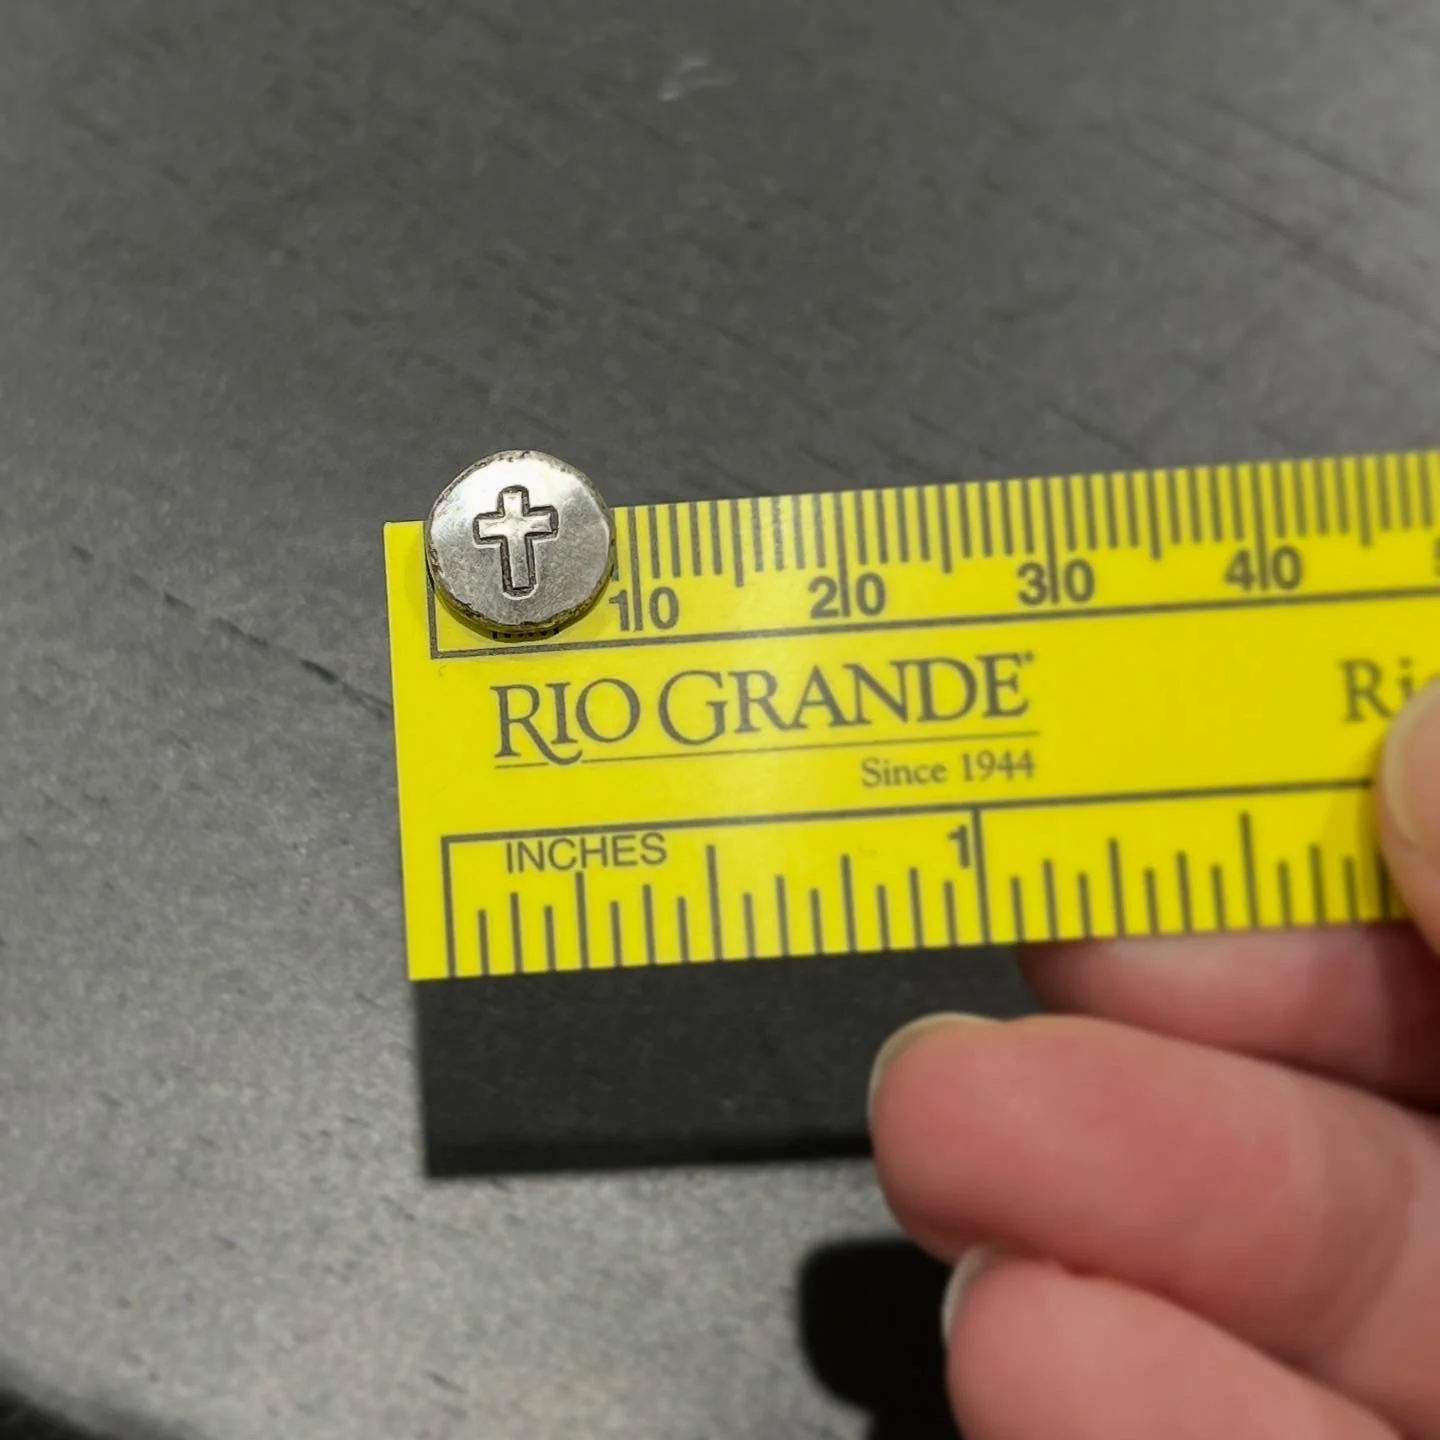 10 20 30 40
RIO GRANDE
Since 1944
INCHES 1